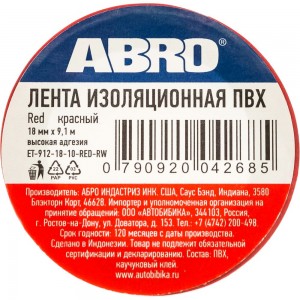 ABRO®
ЛЕНТА ИЗОЛЯЦИОННАЯ ПВХ
Red красный
18 мм x 9,1 м
высокая адгезия
ET-912-18-10-RED-RW
0 790920 042685
Производитель: АБРО ИНДАСТРИЗ ИНК. США, Саус Бэнд, Индиана, 3580
Блэкторн Корт, 46628. Импортер и уполномоченное изготовителем на
принятие обращений: ООО «АВТОБИБИКА», 344103, Россия,
г. Ростов-на-Дону, ул. Доватора, д. 153, Тел.: +7 (4742) 200-498.
Срок годности: 120 месяцев с даты производства.
Сделано в Индонезии. Товар не подлежит обязательной
сертификации и декларированию. Состав: ПВХ,
каучуковый клей.
www.autobibika.ru